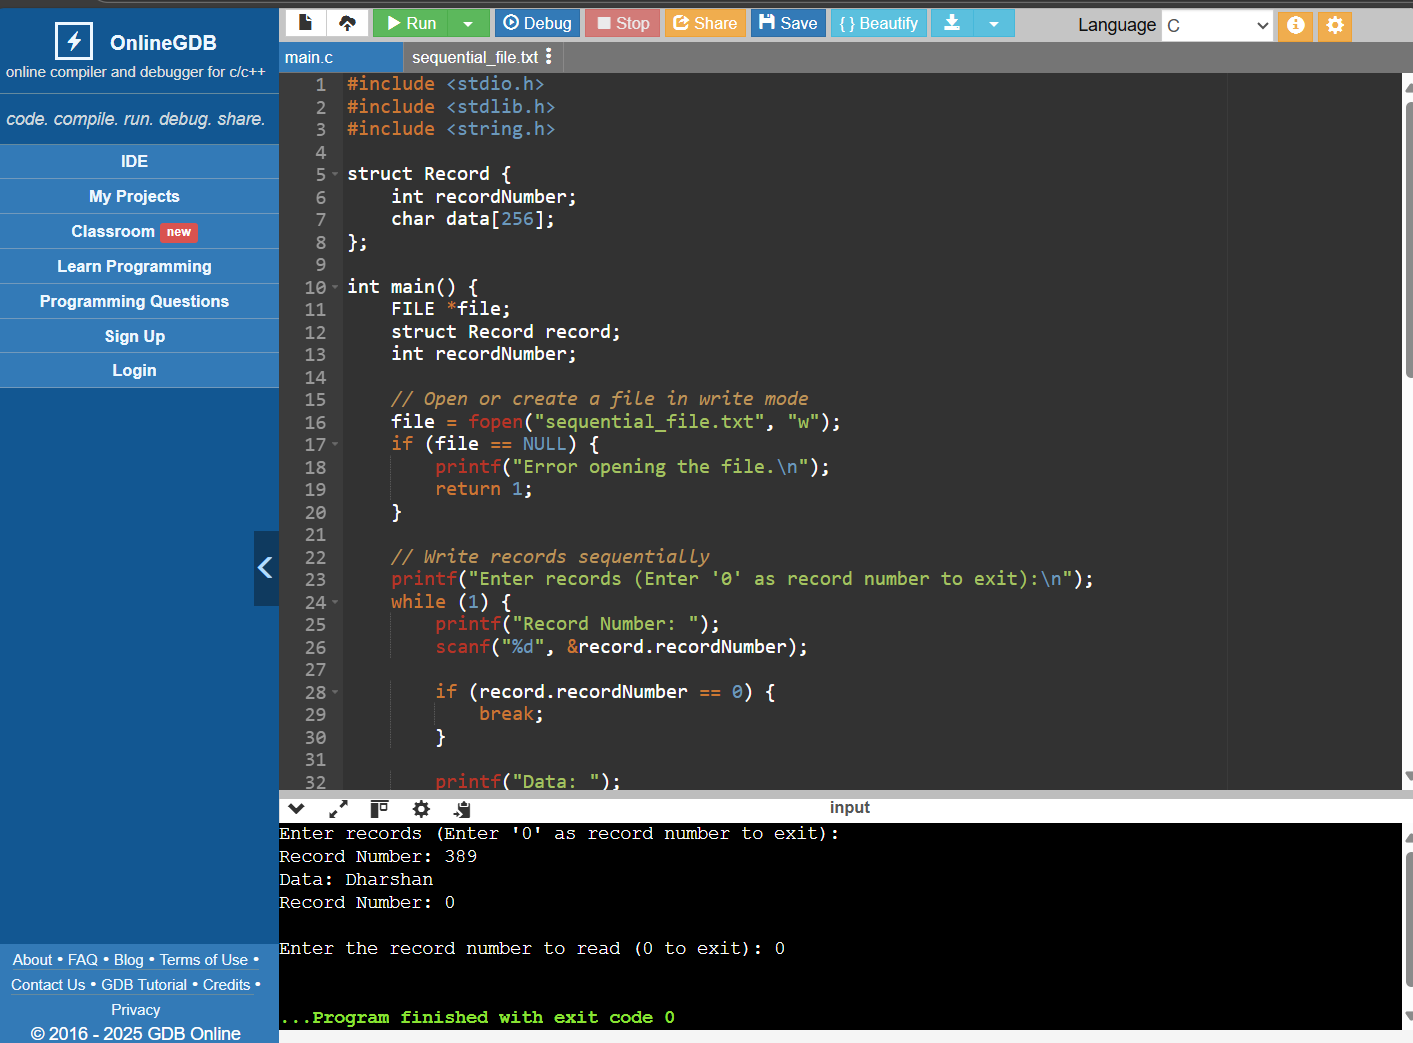 OnlineGDB
online compiler and debugger for c/c++
code. compile. run. debug. share.
IDE
My Projects
Classroom new
Learn Programming
Programming Questions
Sign Up
Login
About • FAQ • Blog • Terms of Use •
Contact Us • GDB Tutorial • Credits •
Privacy
© 2016 - 2025 GDB Online
Run Debug Stop Share Save { } Beautify Language C
main.c sequential_file.txt
1 #include <stdio.h>
2 #include <stdlib.h>
3 #include <string.h>
4
5 struct Record {
6     int recordNumber;
7     char data[256];
8 };
9
10 int main() {
11     FILE *file;
12     struct Record record;
13     int recordNumber;
14
15     // Open or create a file in write mode
16     file = fopen("sequential_file.txt", "w");
17     if (file == NULL) {
18         printf("Error opening the file.\n");
19         return 1;
20     }
21
22     // Write records sequentially
23     printf("Enter records (Enter '0' as record number to exit):\n");
24     while (1) {
25         printf("Record Number: ");
26         scanf("%d", &record.recordNumber);
27
28         if (record.recordNumber == 0) {
29             break;
30         }
31
32         printf("Data: ");
input
Enter records (Enter '0' as record number to exit):
Record Number: 389
Data: Dharshan
Record Number: 0
Enter the record number to read (0 to exit): 0
...Program finished with exit code 0